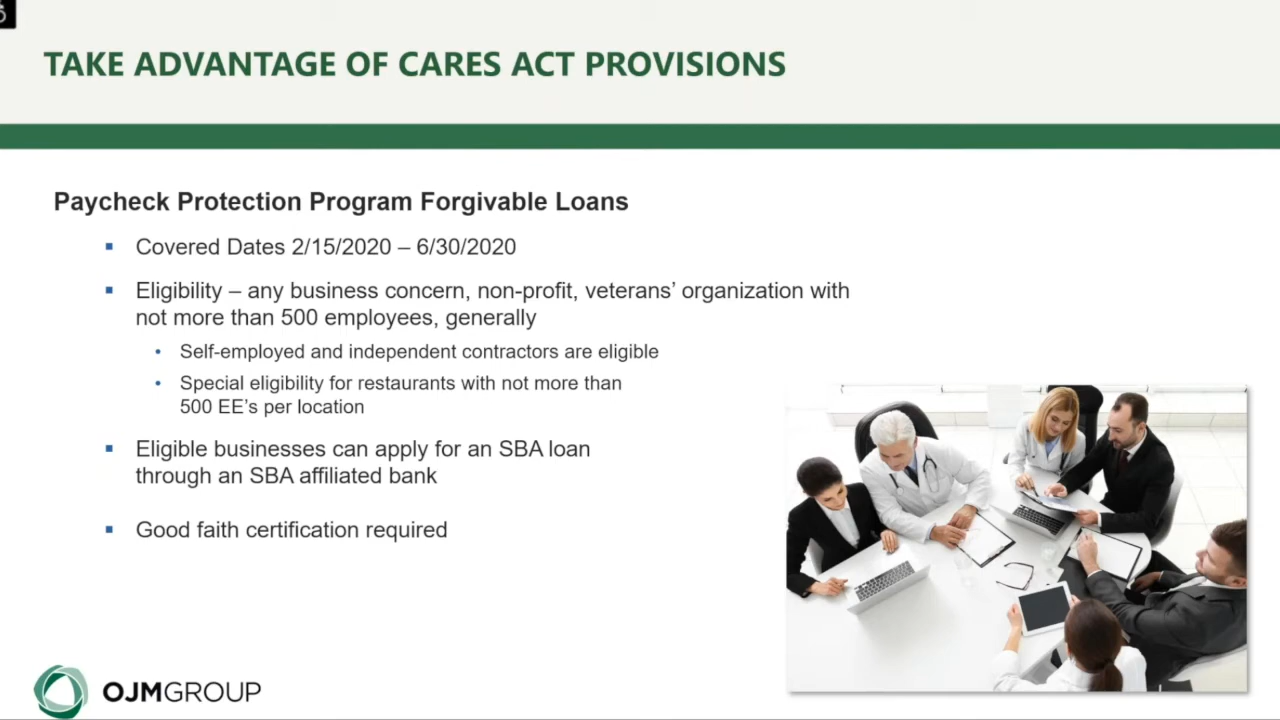 TAKE ADVANTAGE OF CARES ACT PROVISIONS
Paycheck Protection Program Forgivable Loans
▪ Covered Dates 2/15/2020 – 6/30/2020
▪ Eligibility – any business concern, non-profit, veterans’ organization with
not more than 500 employees, generally
• Self-employed and independent contractors are eligible
• Special eligibility for restaurants with not more than
500 EE’s per location
▪ Eligible businesses can apply for an SBA loan
through an SBA affiliated bank
▪ Good faith certification required
OJMGROUP